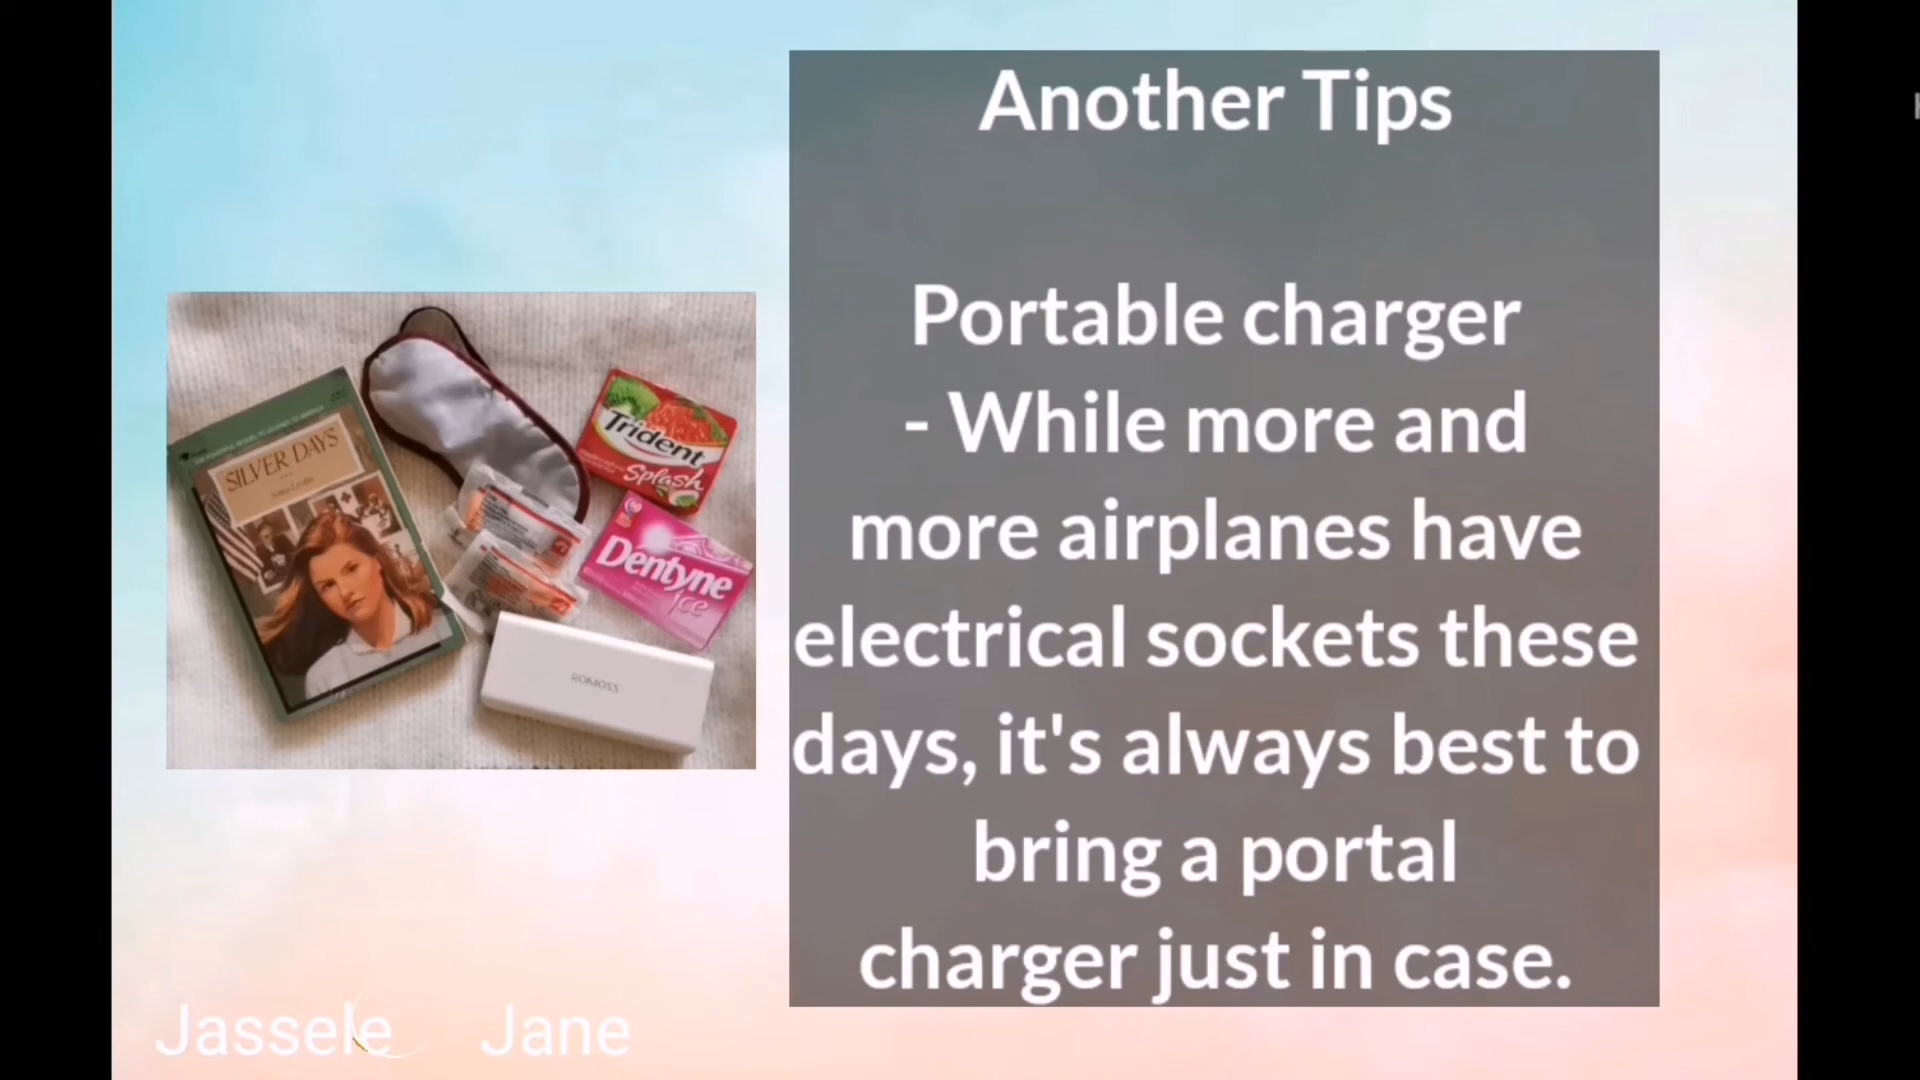 Another Tips
Portable charger
- While more and
more airplanes have
electrical sockets these
days, it's always best to
bring a portal
charger just in case.
SILVER DAYS
Trident
Splash
Dentyne
ice
ROMOSS
Jassele Jane